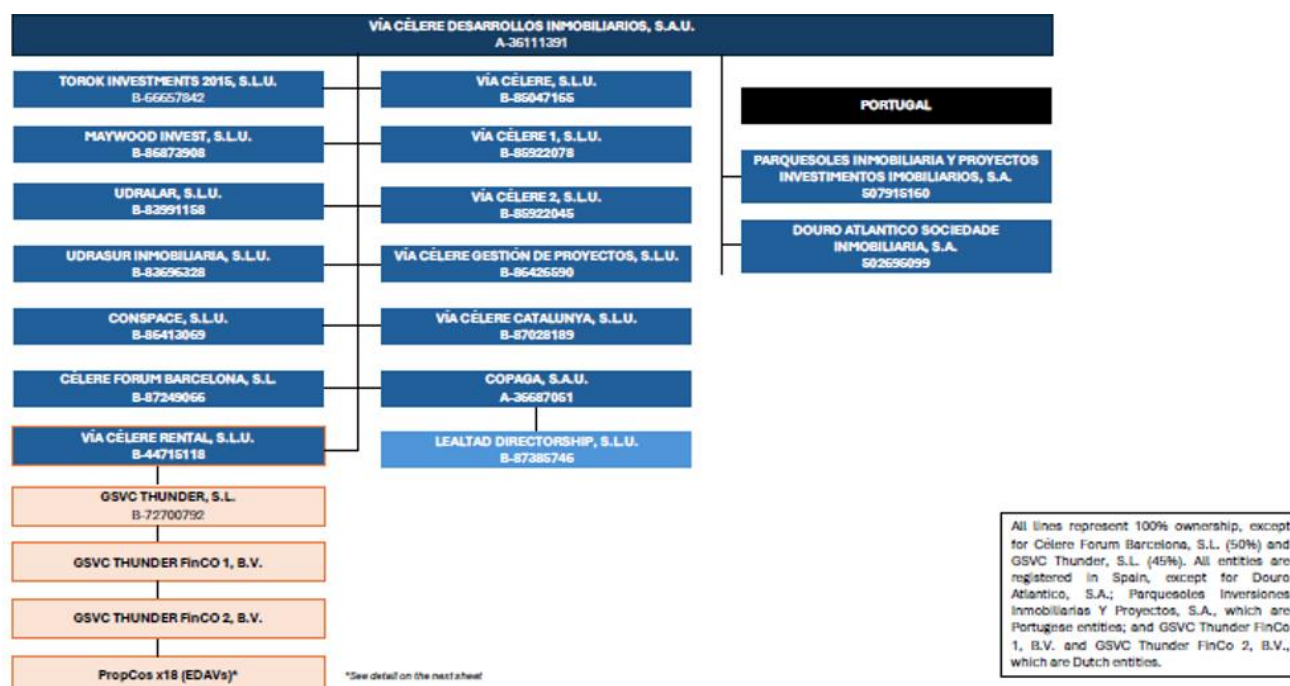 VÍA CÉLERE DESARROLLOS INMOBILIARIOS, S.A.U.
A-36111391
TOROK INVESTMENTS 2015, S.L.U.
B-66657842
VÍA CÉLERE, S.L.U.
B-85047165
PORTUGAL
MAYWOOD INVEST, S.L.U.
B-86873908
VÍA CÉLERE 1, S.L.U.
B-85922078
PARQUESOLES INMOBILIARIA Y PROYECTOS
INVESTIMENTOS IMOBILIARIOS, S.A.
507915160
UDRALAR, S.L.U.
B-83991158
VÍA CÉLERE 2, S.L.U.
B-85922045
DOURO ATLANTICO SOCIEDADE
INMOBILIARIA, S.A.
502695099
UDRASUR INMOBILIARIA, S.L.U.
B-83696328
VÍA CÉLERE GESTIÓN DE PROYECTOS, S.L.U.
B-86426590
CONSPACE, S.L.U.
B-86413069
VÍA CÉLERE CATALUNYA, S.L.U.
B-87028189
CÉLERE FORUM BARCELONA, S.L.
B-87249066
COPAGA, S.A.U.
A-36687051
VÍA CÉLERE RENTAL, S.L.U.
B-44715118
LEALTAD DIRECTORSHIP, S.L.U.
B-87385746
GSVC THUNDER, S.L.
B-72700792
GSVC THUNDER FinCO 1, B.V.
GSVC THUNDER FinCO 2, B.V.
PropCos x18 (EDAVs)*
*See detail on the next sheet
All lines represent 100% ownership, except
for Célere Forum Barcelona, S.L. (50%) and
GSVC Thunder, S.L. (45%). All entities are
registered in Spain, except for Douro
Atlantico, S.A.; Parquesoles Inversiones
Inmobiliarias Y Proyectos, S.A., which are
Portugese entities; and GSVC Thunder FinCo
1, B.V. and GSVC Thunder FinCo 2, B.V.,
which are Dutch entities.